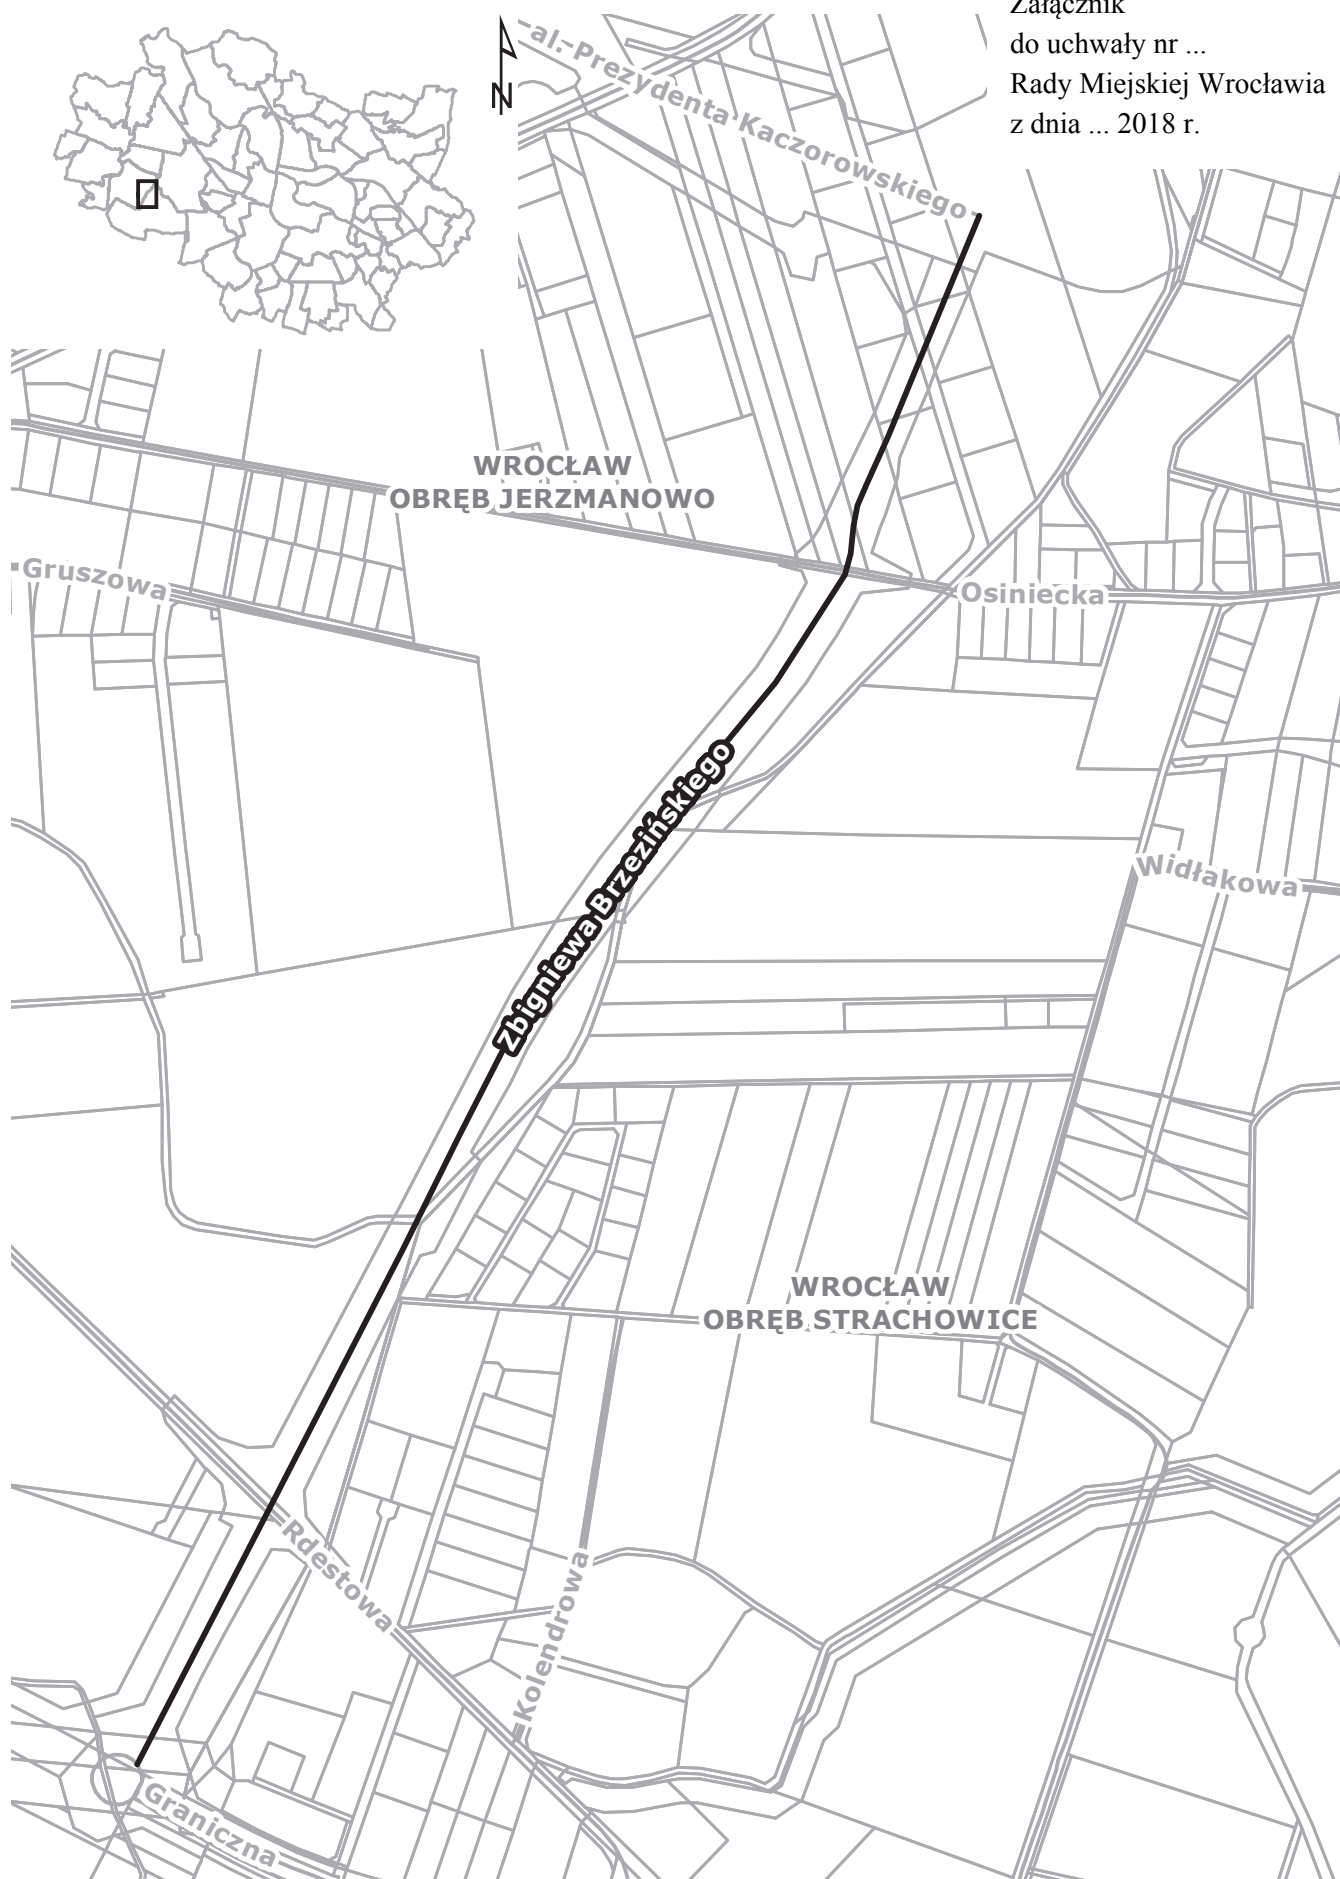 Załącznik
do uchwały nr ...
Rady Miejskiej Wrocławia
z dnia ... 2018 r.
N
al. Prezydenta Kaczorowskiego
WROCŁAW
OBRĘB JERZMANOWO
Gruszowa
Osiniecka
Zbigniewa Brzezińskiego
Widłakowa
WROCŁAW
OBRĘB STRACHOWICE
Rdestowa
Kolendrowa
Graniczna